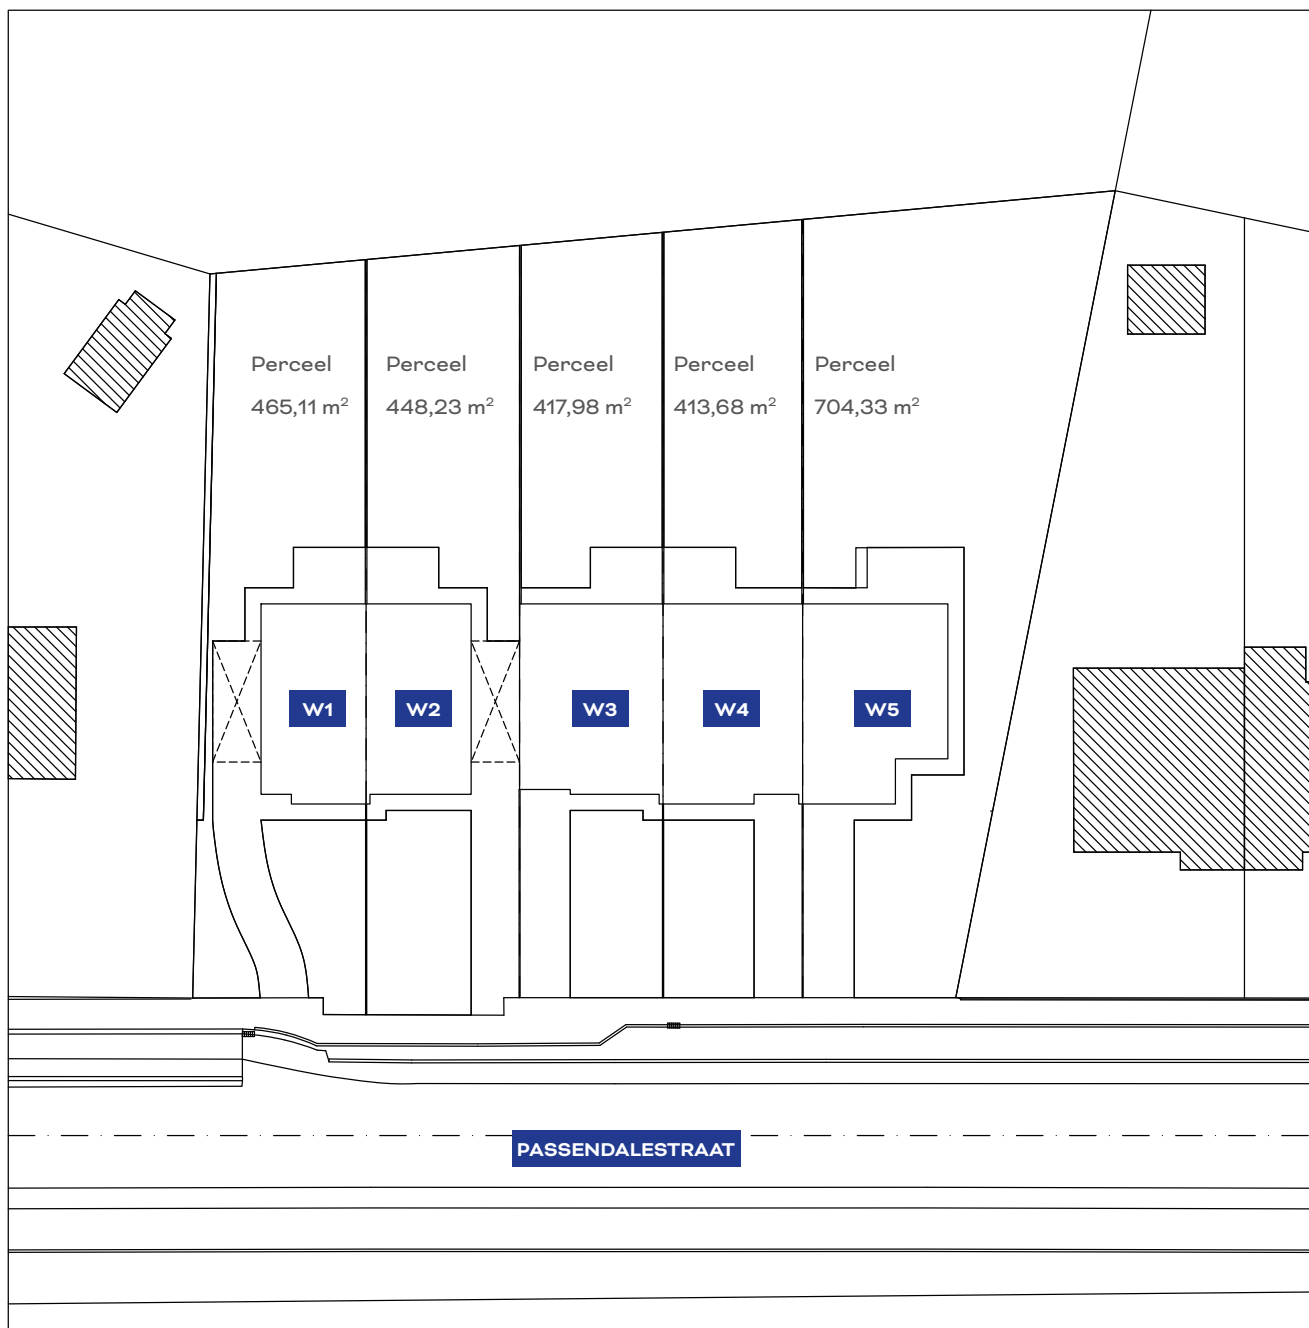 Perceel
465,11 m²
Perceel
448,23 m²
Perceel
417,98 m²
Perceel
413,68 m²
Perceel
704,33 m²
W1
W2
W3
W4
W5
PASSENDALESTRAAT